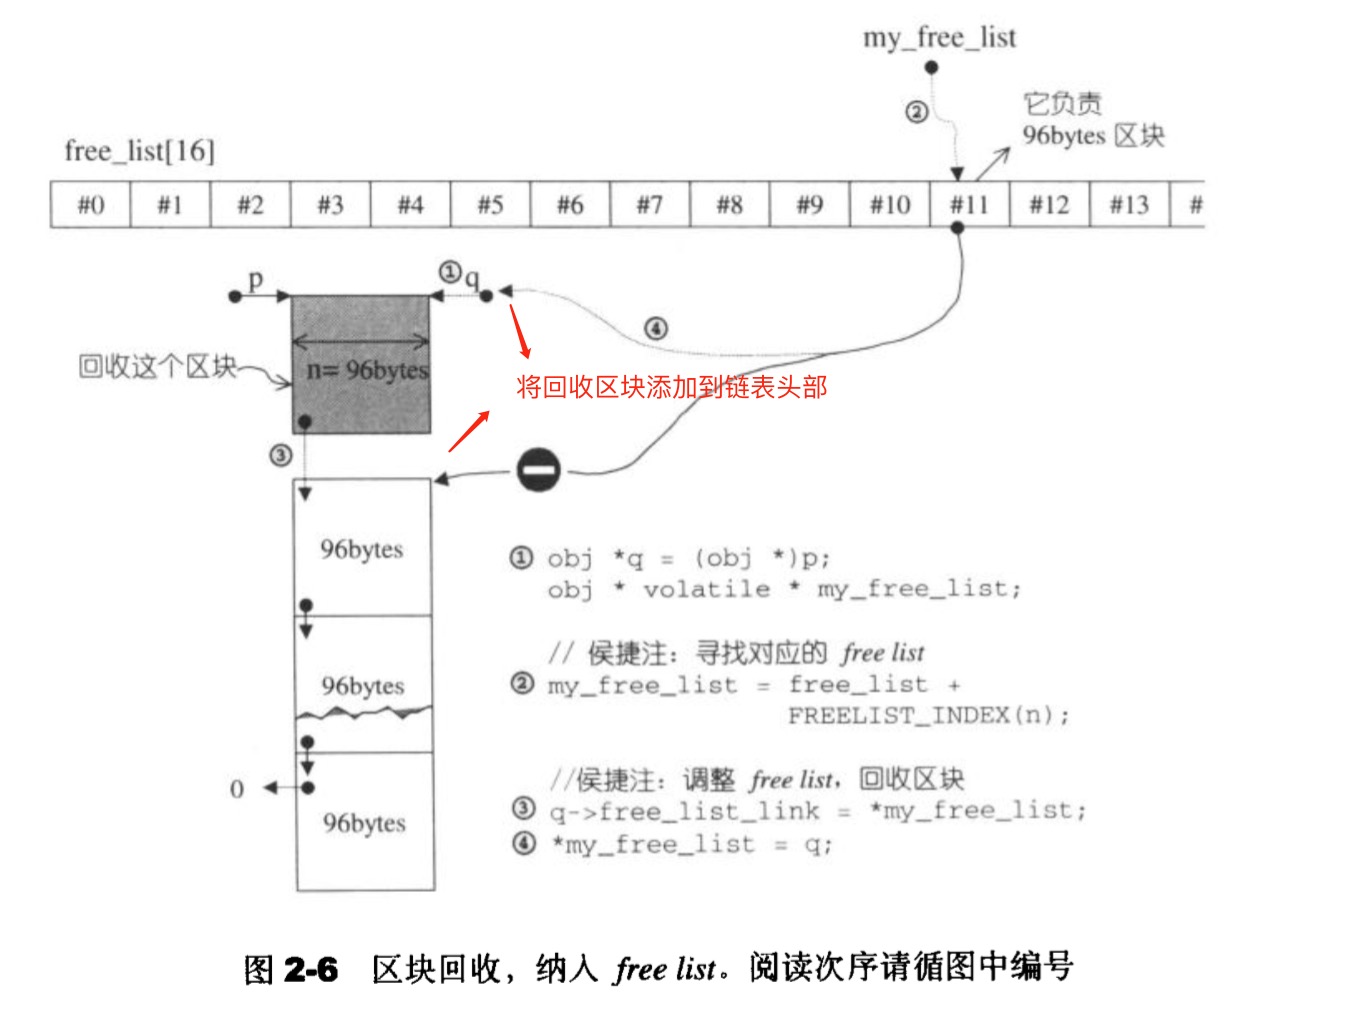 my_free_list
②
它负责
96bytes 区块
free_list[16]
#0 #1 #2 #3 #4 #5 #6 #7 #8 #9 #10 #11 #12 #13 #
p
① q
④
回收这个区块
n= 96bytes
将回收区块添加到链表头部
③
96bytes
96bytes
0
96bytes
① obj *q = (obj *)p;
obj * volatile * my_free_list;
// 侯捷注：寻找对应的 free list
② my_free_list = free_list +
FREELIST_INDEX(n);
//侯捷注：调整 free list，回收区块
③ q->free_list_link = *my_free_list;
④ *my_free_list = q;
图 2-6 区块回收，纳入 free list。阅读次序请循图中编号